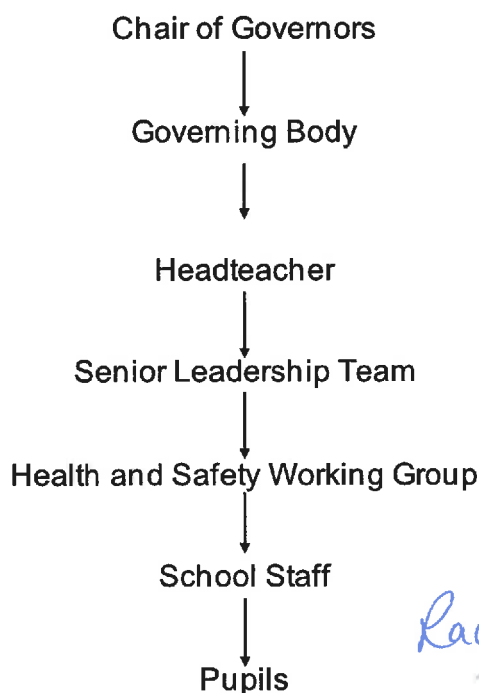 Chair of Governors
Governing Body
Headteacher
Senior Leadership Team
Health and Safety Working Group
School Staff
Pupils